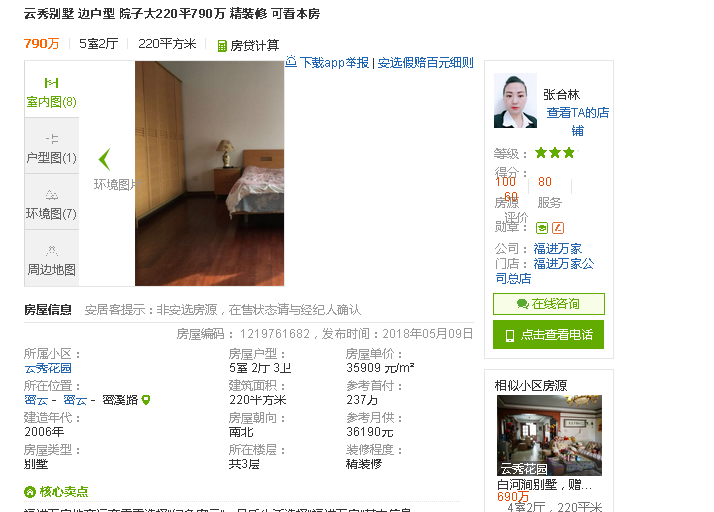 云秀别墅 边户型 院子大220平790万 精装修 可看本房
790万 5室2厅 220平方米 房贷计算
下载app举报 | 安选假赔百元细则
室内图(8)
户型图(1)
环境图(7)
周边地图
环境图片
张合林
查看TA的店
铺
等级：
得分：
100 80
60
房源 服务
评价
勋章：
公司： 福进万家
门店： 福进万家公
司总店
在线咨询
点击查看电话
房屋信息 安居客提示：非安选房源，在售状态请与经纪人确认
房屋编码： 1219761682，发布时间：2018年05月09日
所属小区： 房屋户型： 房屋单价：
云秀花园 5室 2厅 3卫 35909 元/m²
所在位置： 建筑面积： 参考首付：
密云 - 密云 - 密溪路 220平方米 237万
建造年代： 房屋朝向： 参考月供：
2006年 南北 36190元
房屋类型： 所在楼层： 装修程度：
别墅 共3层 精装修
核心卖点
相似小区房源
云秀花园
白河涧别墅，赠...
690万
4室2厅，220平米